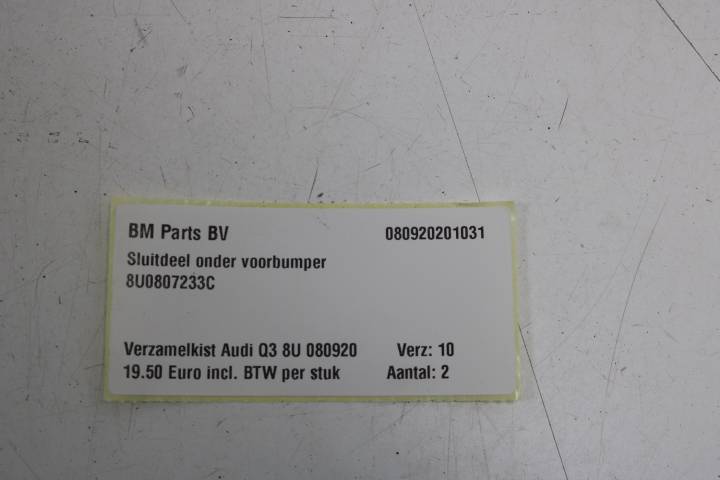 BM Parts BV 080920201031
Sluitdeel onder voorbumper
8U0807233C
Verzamelkist Audi Q3 8U 080920 Verz: 10
19.50 Euro incl. BTW per stuk Aantal: 2